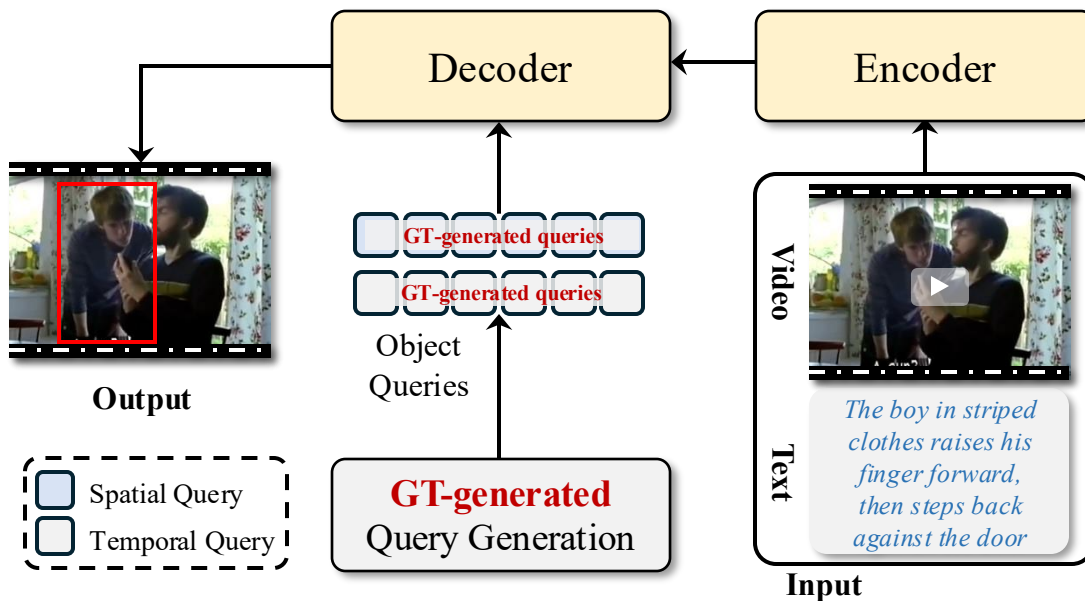 Decoder
Encoder
GT-generated queries
GT-generated queries
Object
Queries
Output
Spatial Query
Temporal Query
GT-generated
Query Generation
Video
Text
The boy in striped
clothes raises his
finger forward,
then steps back
against the door
Input